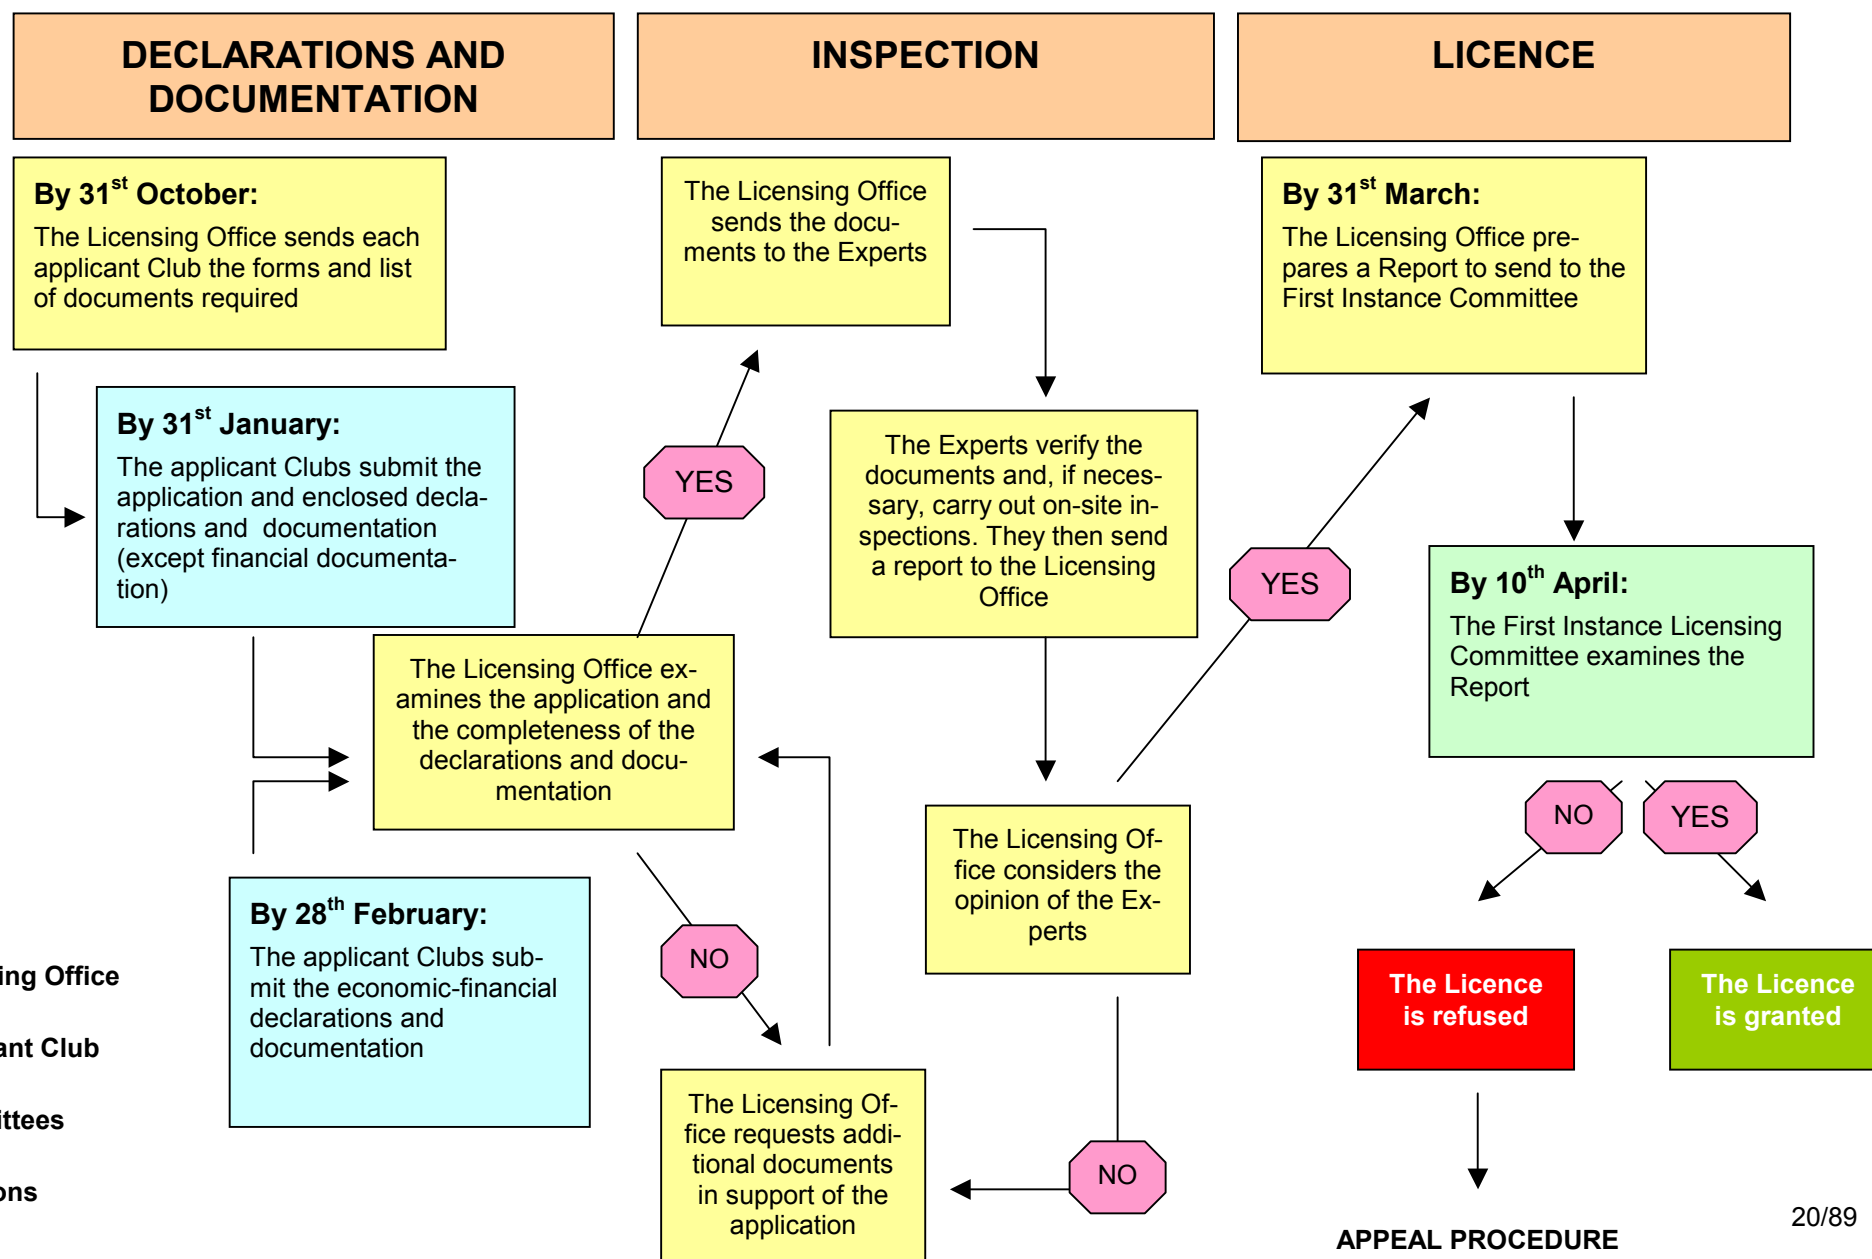 DECLARATIONS AND
DOCUMENTATION
INSPECTION
LICENCE
By 31st October:
The Licensing Office sends each
applicant Club the forms and list
of documents required
The Licensing Office
sends the docu-
ments to the Experts
By 31st March:
The Licensing Office pre-
pares a Report to send to the
First Instance Committee
By 31st January:
The applicant Clubs submit the
application and enclosed decla-
rations and documentation
(except financial documenta-
tion)
YES
The Experts verify the
documents and, if neces-
sary, carry out on-site in-
spections. They then send
a report to the Licensing
Office
YES
By 10th April:
The First Instance Licensing
Committee examines the
Report
The Licensing Office ex-
amines the application and
the completeness of the
declarations and docu-
mentation
NO
YES
The Licensing Of-
fice considers the
opinion of the Ex-
perts
By 28th February:
The applicant Clubs sub-
mit the economic-financial
declarations and
documentation
NO
The Licence
is refused
The Licence
is granted
ing Office
ant Club
ittees
ons
The Licensing Of-
fice requests addi-
tional documents
in support of the
application
NO
APPEAL PROCEDURE
20/89